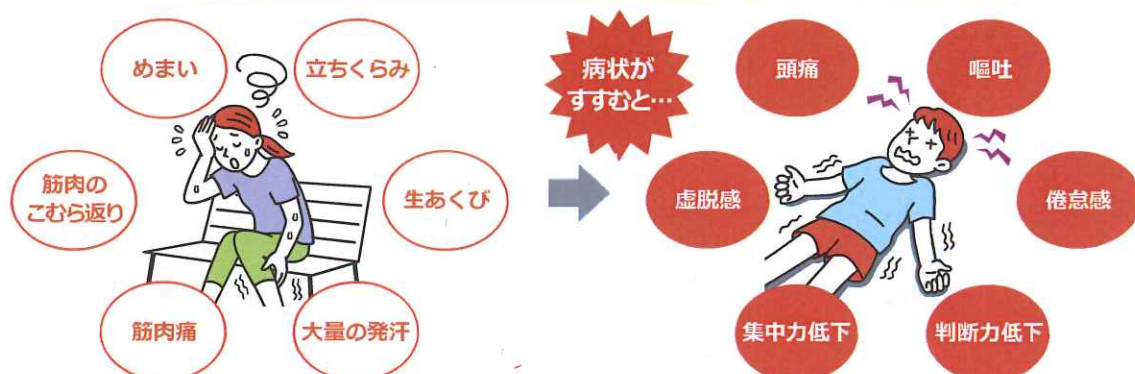 めまい
立ちくらみ
筋肉の
こむら返り
生あくび
筋肉痛
大量の発汗
病状が
すすむと…
頭痛
嘔吐
虚脱感
倦怠感
集中力低下
判断力低下